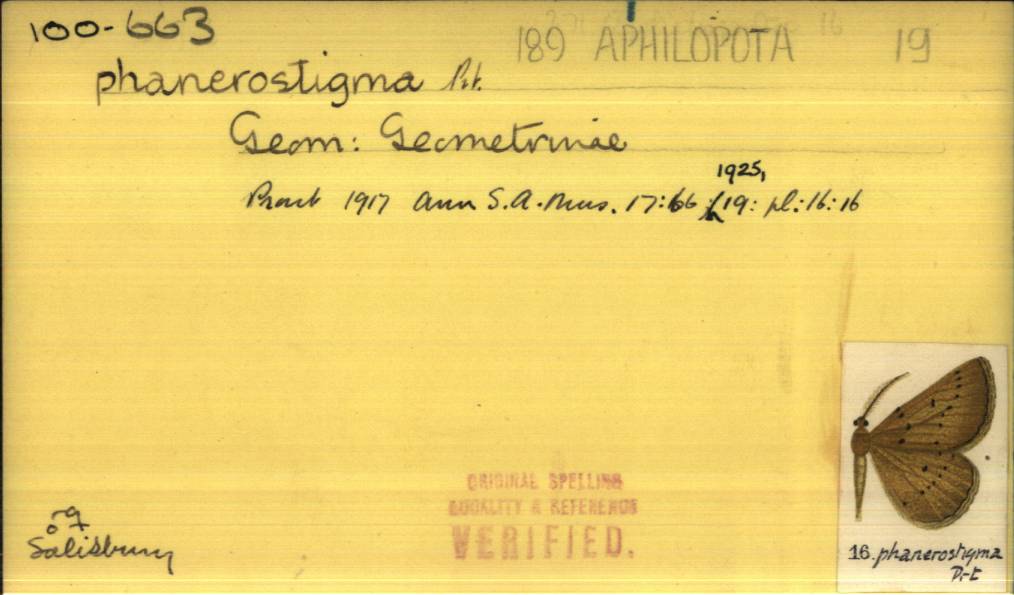 100-663
189 APHILOPOTA 19
phanerostigma Prt.
Geom: Geometrinae
Prout 1917 Ann S.A. Mus. 17:66 1925, 19: pl:16:16
ORIGINAL SPELLING
LOCALITY & REFERENCE
VERIFIED.
Salisbury
16. phanerostigma
Prt